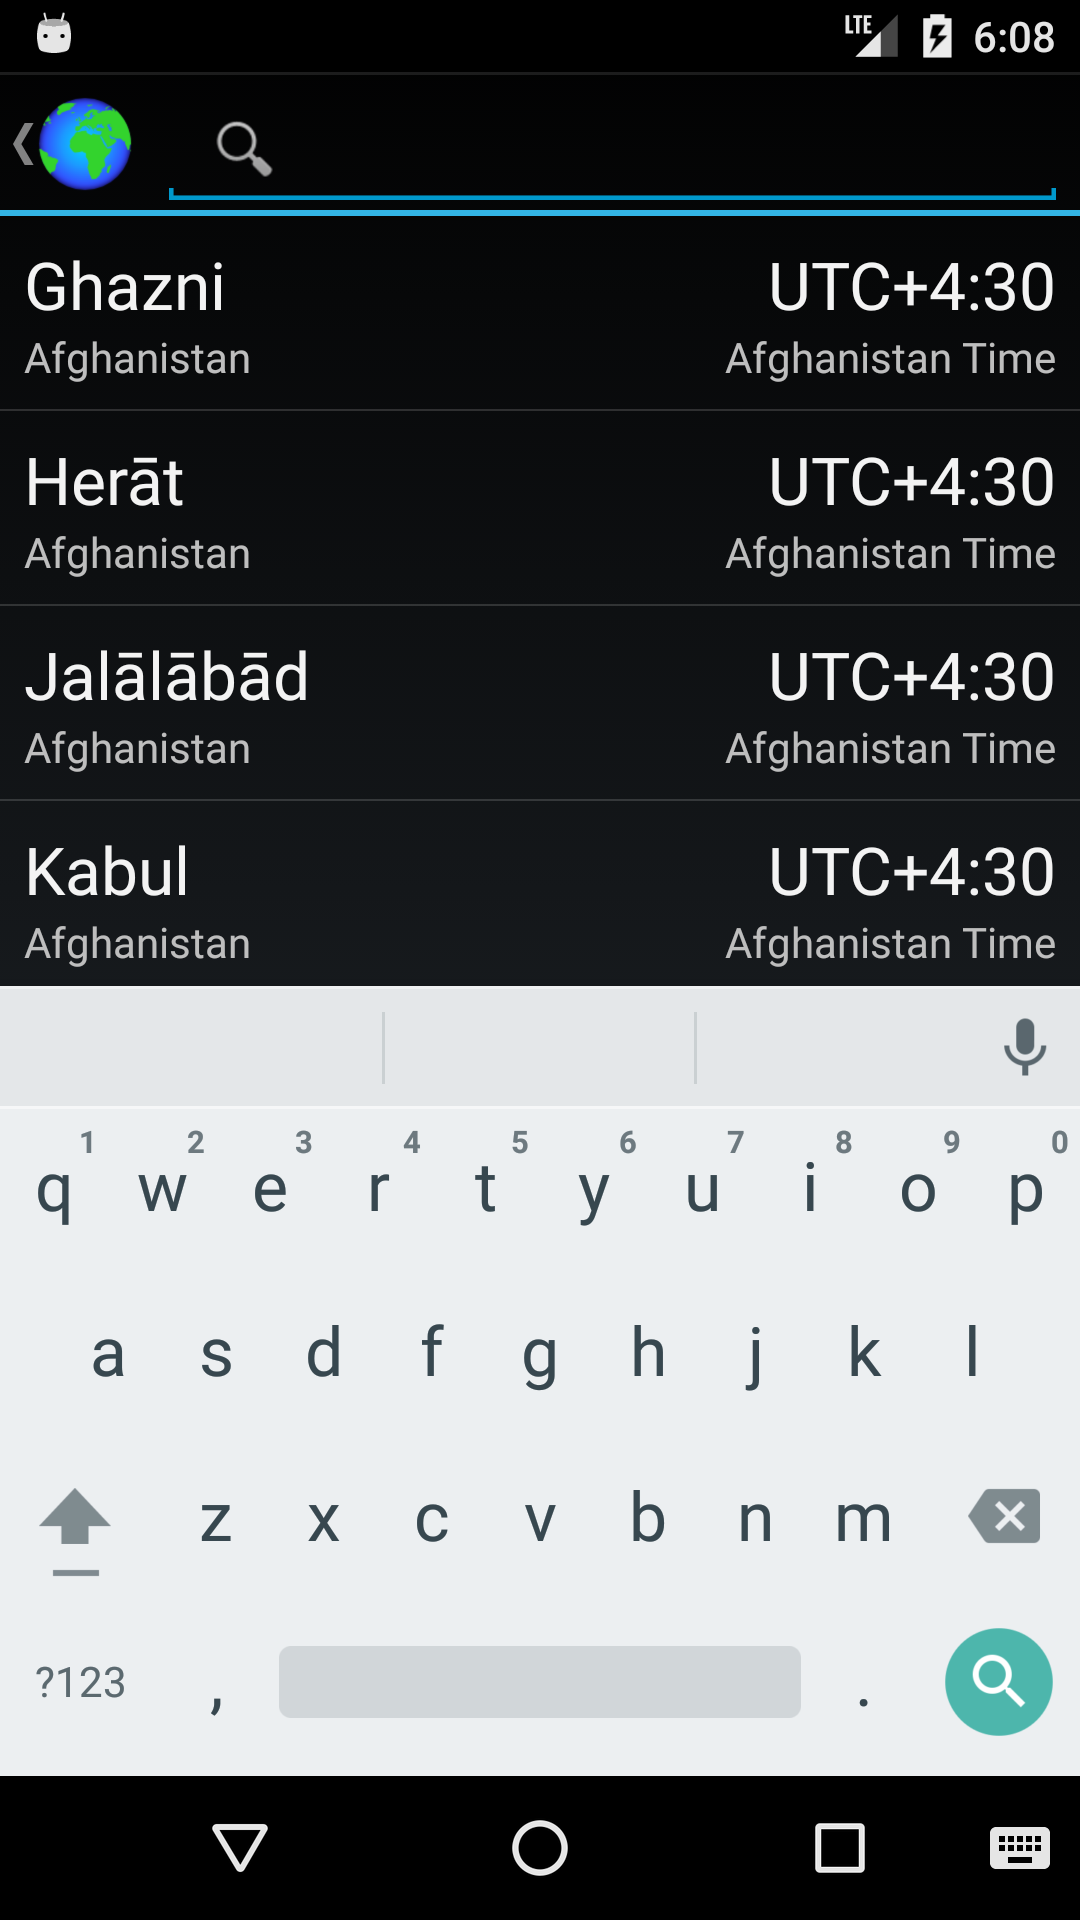 LTE 6:08
Ghazni UTC+4:30
Afghanistan Afghanistan Time
Herāt UTC+4:30
Afghanistan Afghanistan Time
Jalālābād UTC+4:30
Afghanistan Afghanistan Time
Kabul UTC+4:30
Afghanistan Afghanistan Time
1 2 3 4 5 6 7 8 9 0
q w e r t y u i o p
a s d f g h j k l
z x c v b n m
?123 , .